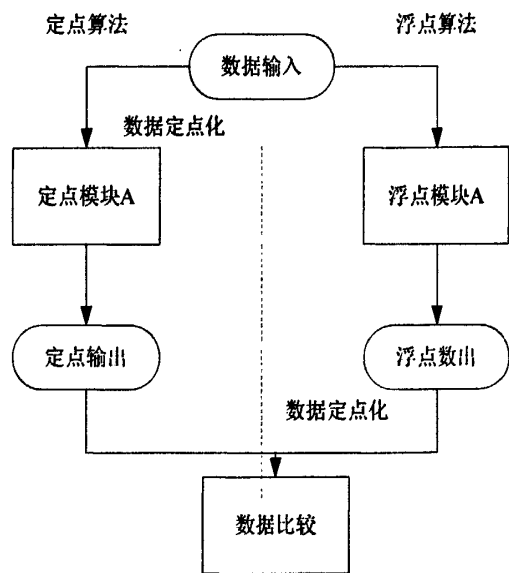 定点算法
浮点算法
数据输入
数据定点化
定点模块A
浮点模块A
定点输出
浮点数出
数据定点化
数据比较